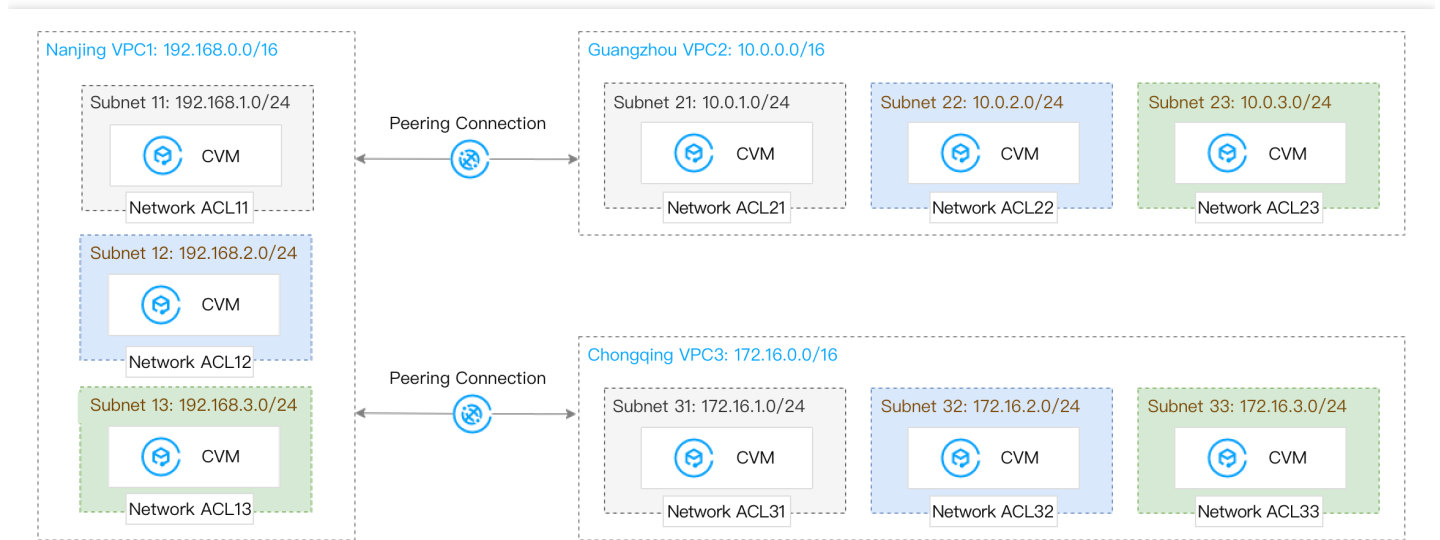 Nanjing VPC1: 192.168.0.0/16
Subnet 11: 192.168.1.0/24
CVM
Network ACL11
Subnet 12: 192.168.2.0/24
CVM
Network ACL12
Subnet 13: 192.168.3.0/24
CVM
Network ACL13
Peering Connection
Peering Connection
Guangzhou VPC2: 10.0.0.0/16
Subnet 21: 10.0.1.0/24
CVM
Network ACL21
Subnet 22: 10.0.2.0/24
CVM
Network ACL22
Subnet 23: 10.0.3.0/24
CVM
Network ACL23
Chongqing VPC3: 172.16.0.0/16
Subnet 31: 172.16.1.0/24
CVM
Network ACL31
Subnet 32: 172.16.2.0/24
CVM
Network ACL32
Subnet 33: 172.16.3.0/24
CVM
Network ACL33